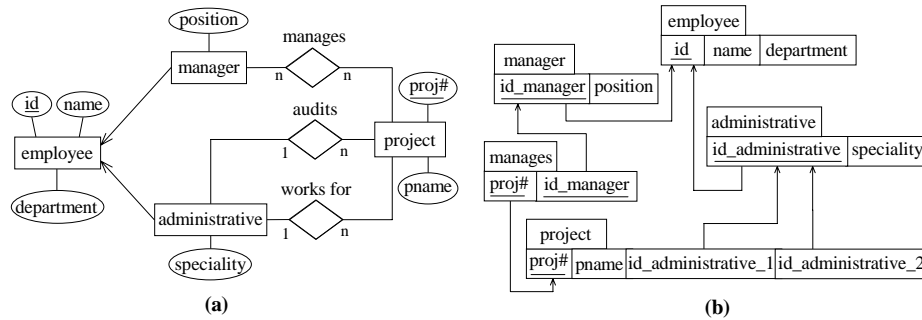 position
manages
manager
n
n
id
name
proj#
audits
employee
project
1
n
works for
department
pname
administrative
1
n
speciality
(a)
employee
id name department
manager
id_manager position
administrative
id_administrative speciality
manages
proj# id_manager
project
proj# pname id_administrative_1 id_administrative_2
(b)